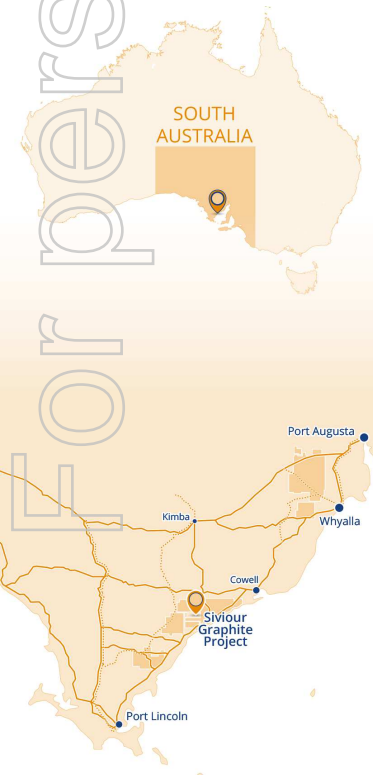 For pers
SOUTH
AUSTRALIA
Port Augusta
Kimba
Whyalla
Cowell
Siviour
Graphite
Project
Port Lincoln